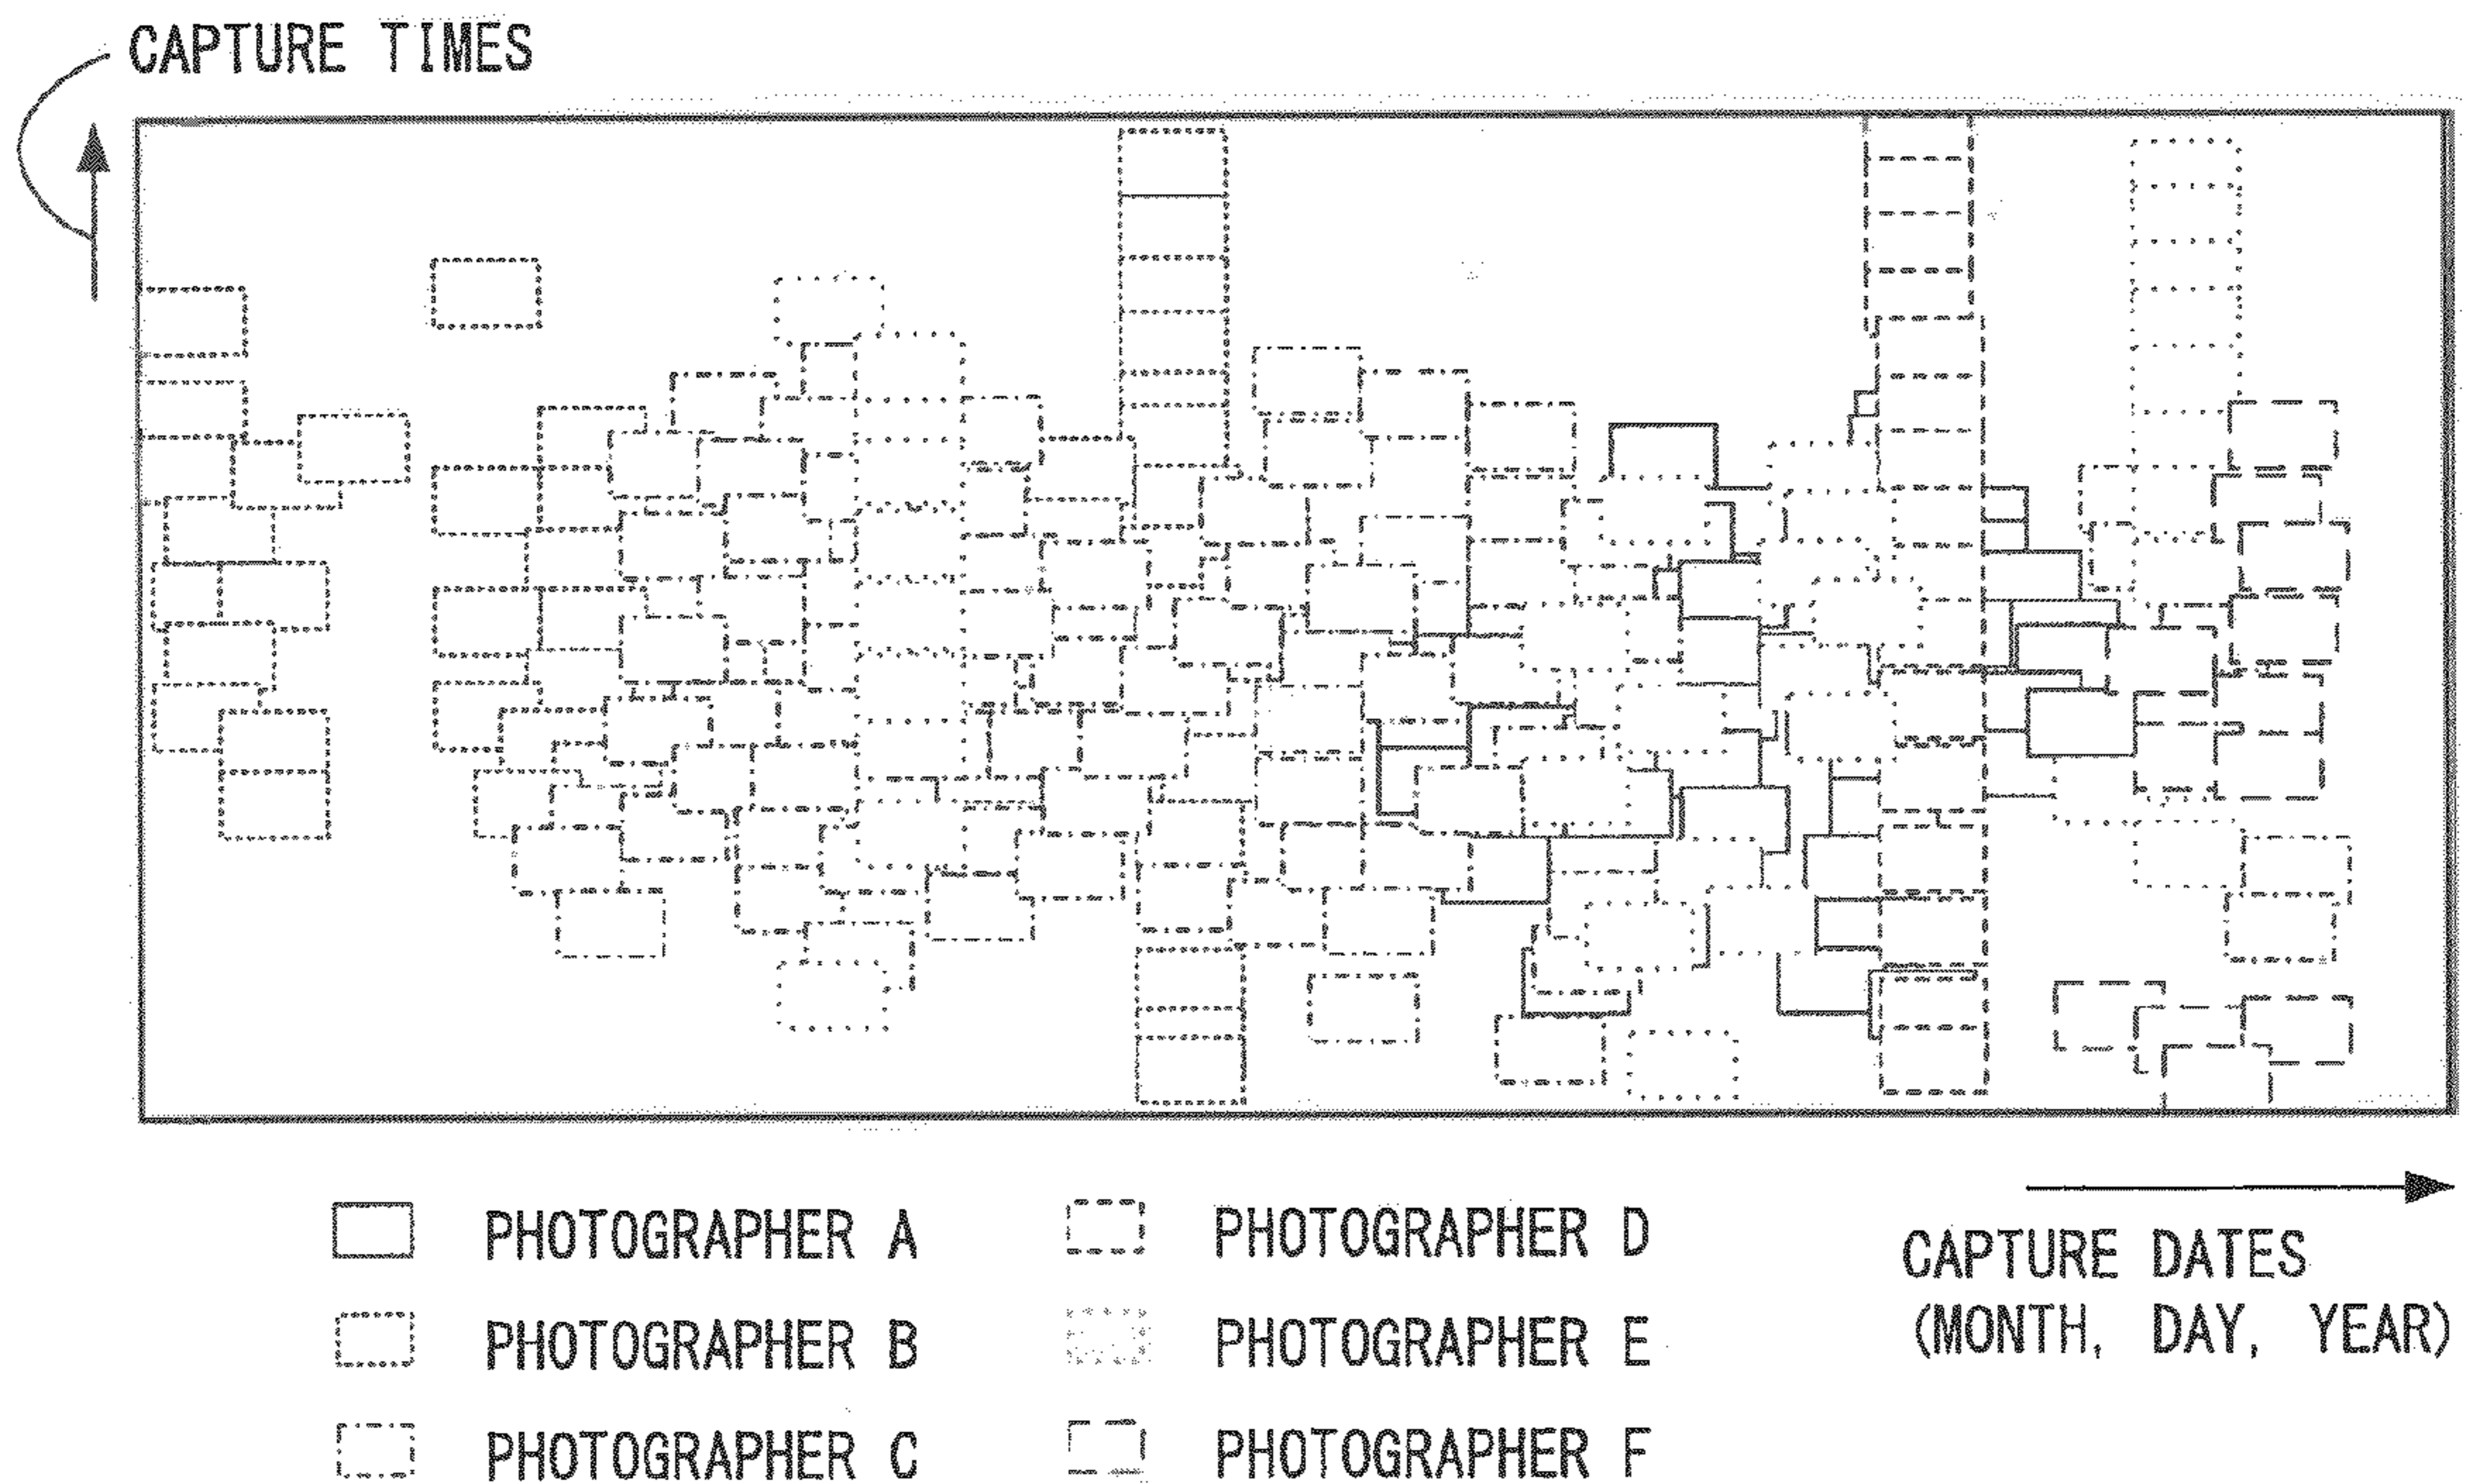 CAPTURE TIMES
PHOTOGRAPHER A
PHOTOGRAPHER B
PHOTOGRAPHER C
PHOTOGRAPHER D
PHOTOGRAPHER E
PHOTOGRAPHER F
CAPTURE DATES
(MONTH, DAY, YEAR)